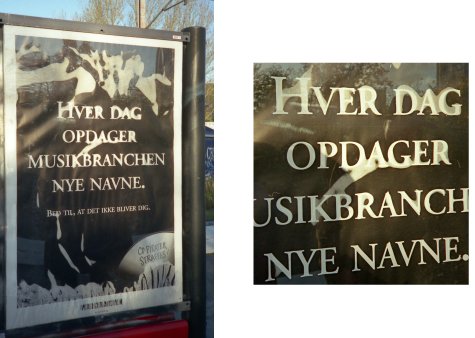 HVER DAG
OPDAGER
MUSIKBRANCHEN
NYE NAVNE.
BED TIL, AT DET IKKE BLIVER DIG.
HVER DAG
OPDAGER
USIKBRANCH
NYE NAVNE.